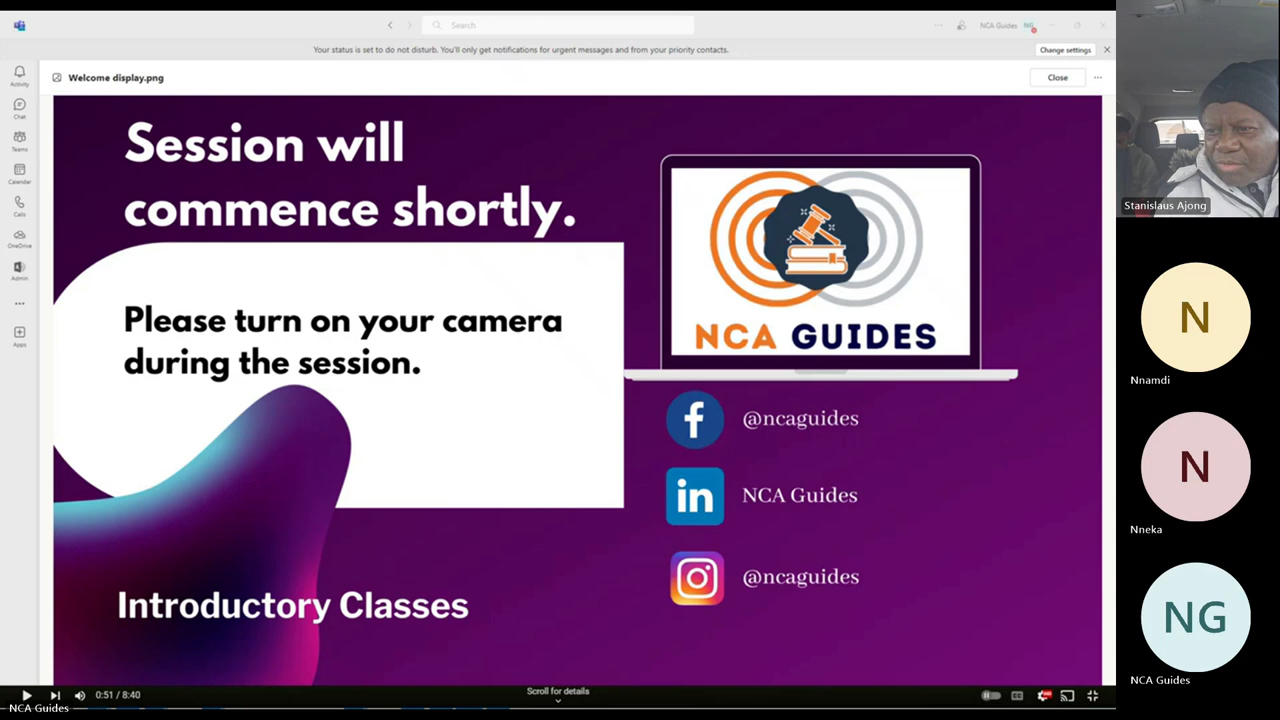 Search
NCA Guides
NG
Your status is set to do not disturb. You'll only get notifications for urgent messages and from your priority contacts.
Change settings
Activity
Chat
Teams
Calendar
Calls
OneDrive
Admin
Apps
Welcome display.png
Close
Session will
commence shortly.
Please turn on your camera
during the session.
Introductory Classes
NCA GUIDES
@ncaguides
in
NCA Guides
@ncaguides
0:51 / 8:40
Scroll for details
NCA Guides
Stanislaus Ajong
N
Nnamdi
N
Nneka
NG
NCA Guides